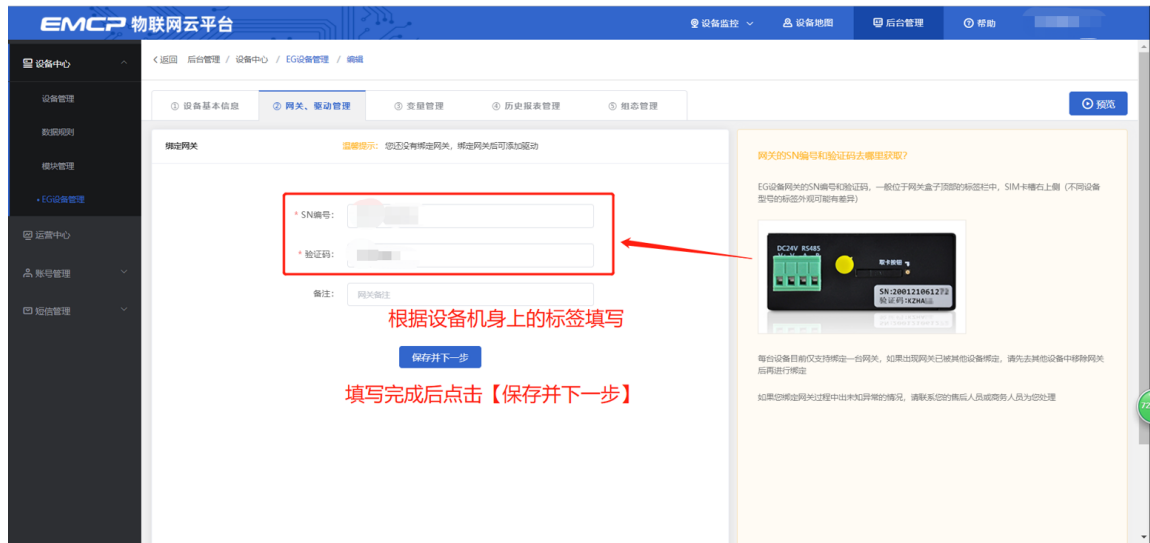 EMCP 物联网云平台
设备监控
设备地图
后台管理
帮助
设备中心
设备管理
数据规则
模块管理
• EG设备管理
运营中心
账号管理
短信管理
< 返回 后台管理 / 设备中心 / EG设备管理 / 编辑
① 设备基本信息
② 网关、驱动管理
③ 变量管理
④ 历史报表管理
⑤ 组态管理
预览
绑定网关
温馨提示: 您还没有绑定网关，绑定网关后可添加驱动
* SN编号:
* 验证码:
备注:
网关备注
根据设备机身上的标签填写
保存并下一步
填写完成后点击【保存并下一步】
网关的SN编号和验证码去哪里获取?
EG设备网关的SN编号和验证码，一般位于网关盒子顶部的标签栏中，SIM卡槽右上侧（不同设备
型号的标签外观可能有差异）
DC24V RS485
V- V+ A B
取卡按钮
SN:200121061272
验证码:KZHA
每台设备目前仅支持绑定一台网关，如果出现网关已被其他设备绑定，请先去其他设备中移除网关
后再进行绑定
如果您绑定网关过程中出未知异常的情况，请联系您的售后人员或商务人员为您处理
72